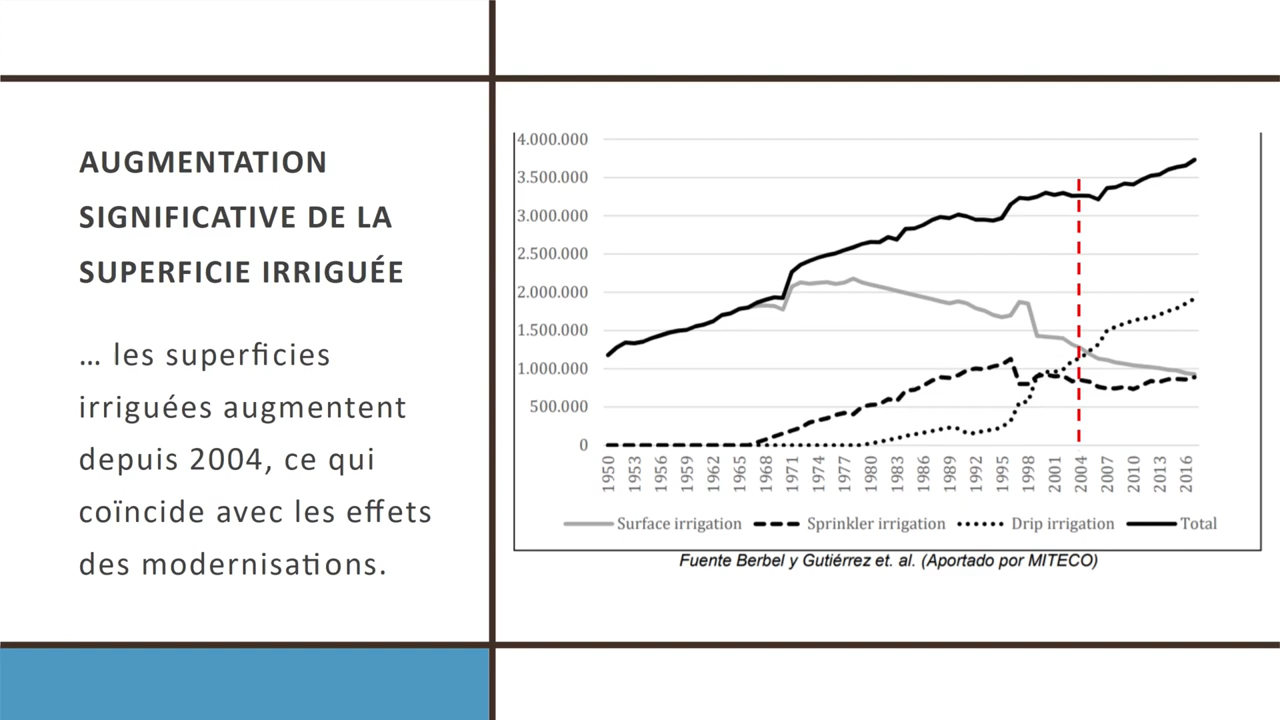 AUGMENTATION
SIGNIFICATIVE DE LA
SUPERFICIE IRRIGUÉE
… les superficies
irriguées augmentent
depuis 2004, ce qui
coïncide avec les effets
des modernisations.
4.000.000
3.500.000
3.000.000
2.500.000
2.000.000
1.500.000
1.000.000
500.000
0
1950 1953 1956 1959 1962 1965 1968 1971 1974 1977 1980 1983 1986 1989 1992 1995 1998 2001 2004 2007 2010 2013 2016
Surface irrigation Sprinkler irrigation Drip irrigation Total
Fuente Berbel y Gutiérrez et. al. (Aportado por MITECO)